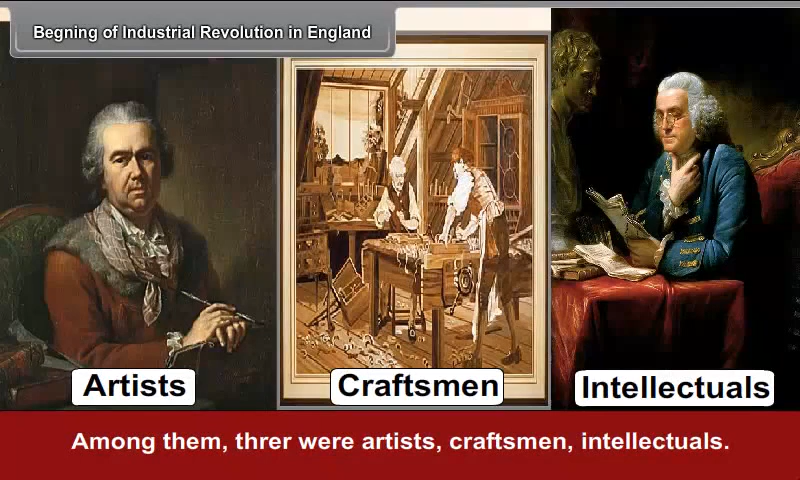 Begning of Industrial Revolution in England
Artists
Craftsmen
Intellectuals
Among them, threr were artists, craftsmen, intellectuals.